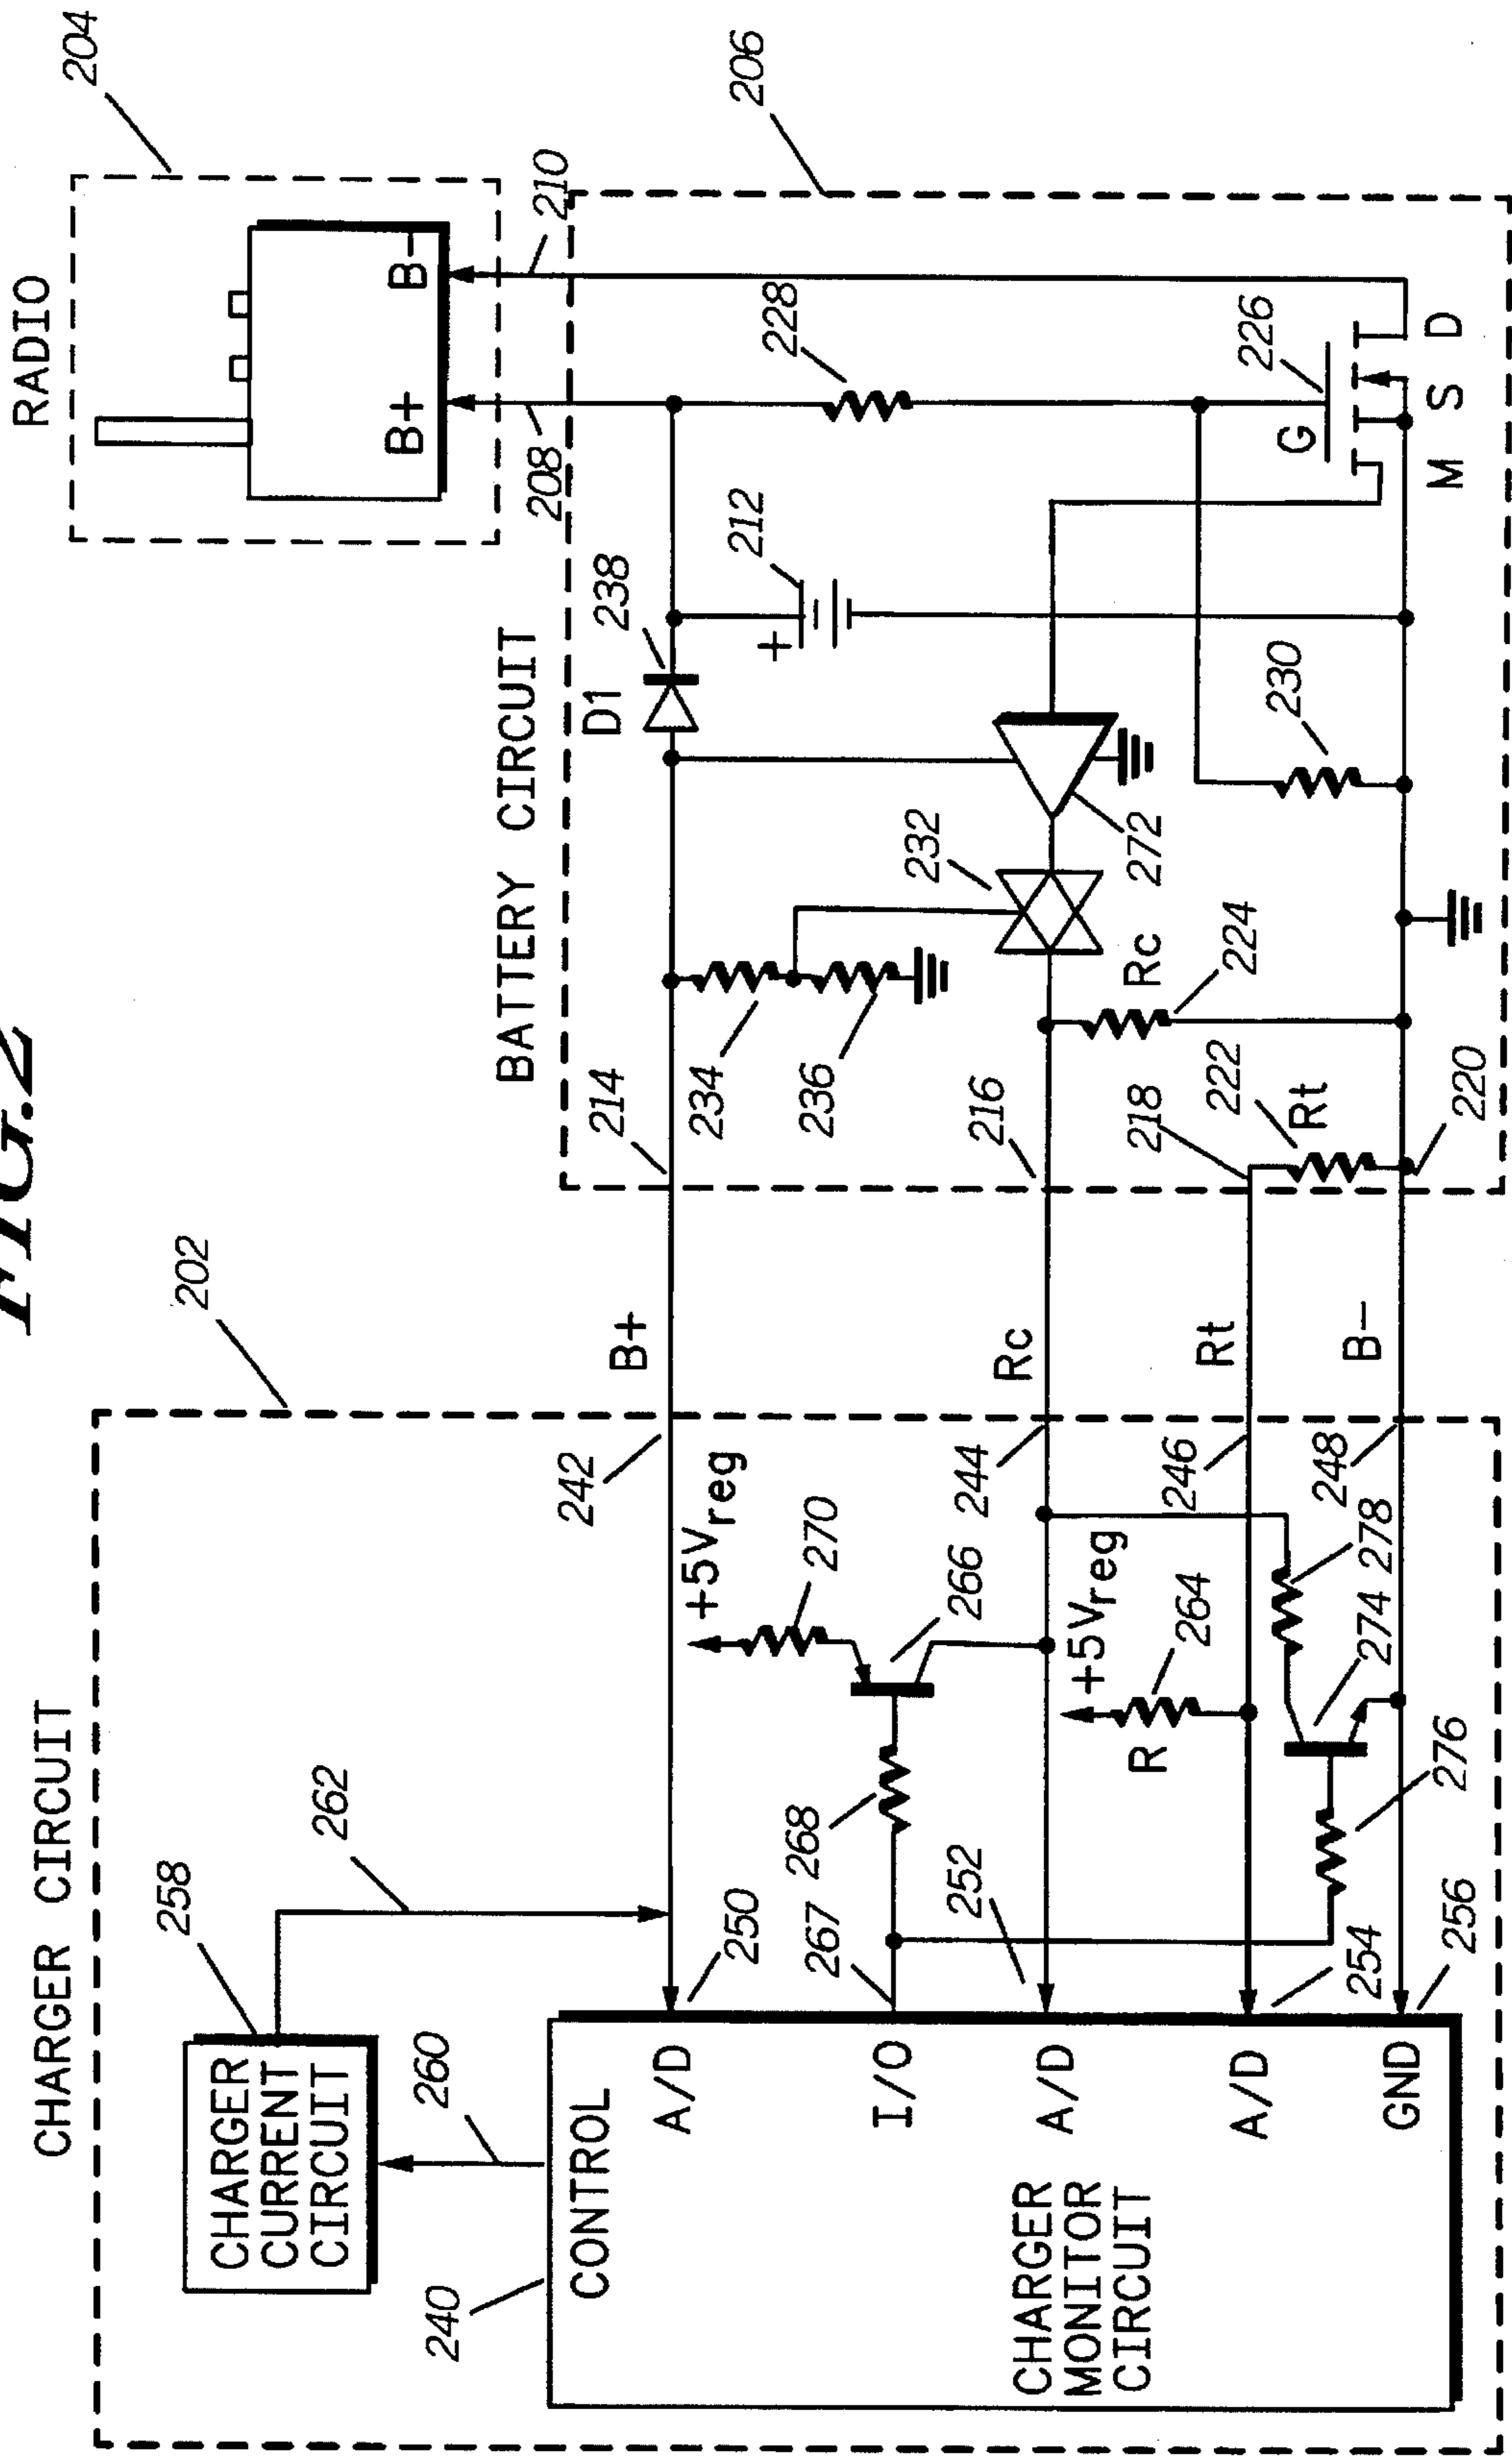 FIG.2
CHARGER CIRCUIT
202
258
CHARGER
CURRENT
CIRCUIT
262
260
240
CONTROL
A/D
I/O
A/D
A/D
GND
CHARGER
MONITOR
CIRCUIT
250
267
252
254
256
268
+5Vreg
270
266
+5Vreg
R
264
274
276
278
242
244
246
248
B+
Rc
Rt
B–
BATTERY CIRCUIT
206
214
216
218
220
222
Rt
224
Rc
234
236
232
272
D1
238
212
+
230
228
226
G
M
S
D
208
210
RADIO
204
B+
B–